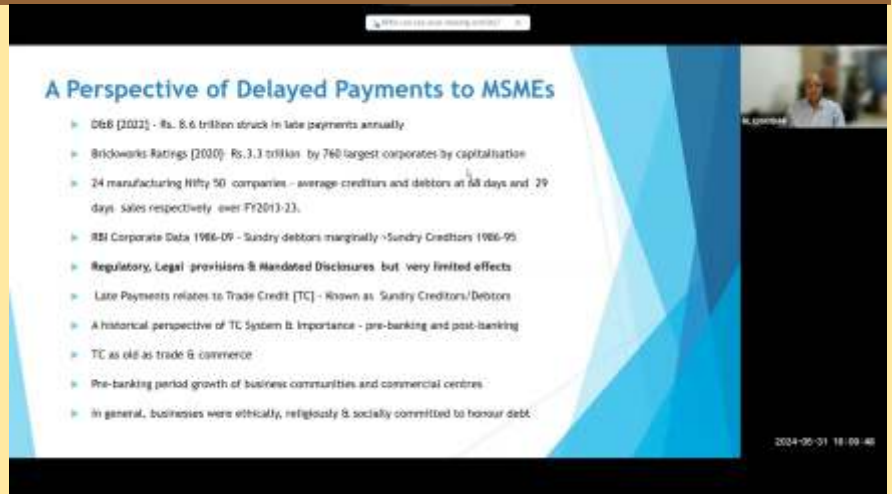 A Perspective of Delayed Payments to MSMEs
D&B [2022] - Rs. 8.6 trillion struck in late payments annually
Brickworks Ratings [2020]- Rs.3.3 trillion by 760 largest corporates by capitalisation
24 manufacturing Nifty 50 companies - average creditors and debtors at 68 days and 29
days sales respectively over FY2013-23.
RBI Corporate Data 1986-09 - Sundry debtors marginally >Sundry Creditors 1986-95
Regulatory, Legal provisions & Mandated Disclosures but very limited effects
Late Payments relates to Trade Credit [TC] - Known as Sundry Creditors/Debtors
A historical perspective of TC System & Importance - pre-banking and post-banking
TC as old as trade & commerce
Pre-banking period growth of business communities and commercial centres
In general, businesses were ethically, religiously & socially committed to honour debt